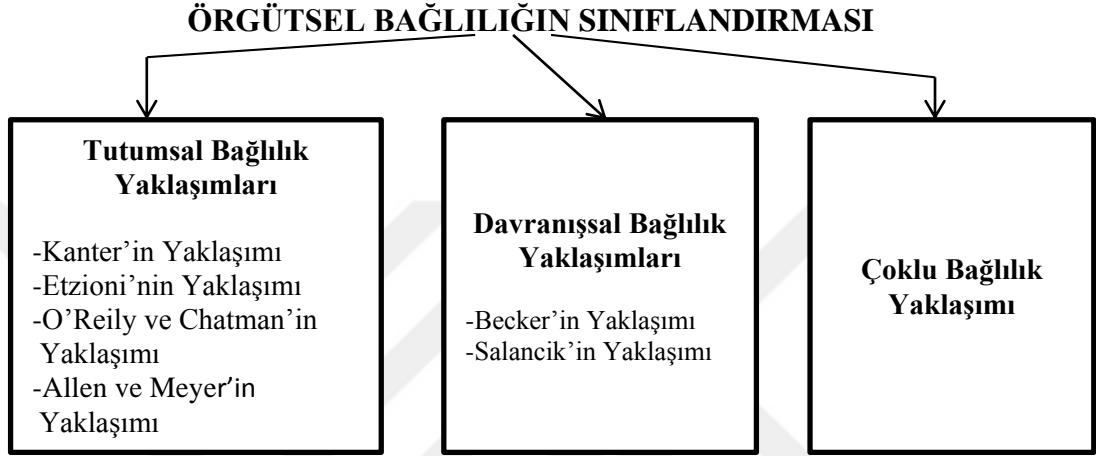 ÖRGÜTSEL BAĞLILIĞIN SINIFLANDIRMASI
Tutumsal Bağlılık
Yaklaşımları
-Kanter’in Yaklaşımı
-Etzioni’nin Yaklaşımı
-O’Reily ve Chatman’in
Yaklaşımı
-Allen ve Meyer’in
Yaklaşımı
Davranışsal Bağlılık
Yaklaşımları
-Becker’in Yaklaşımı
-Salancik’in Yaklaşımı
Çoklu Bağlılık
Yaklaşımı